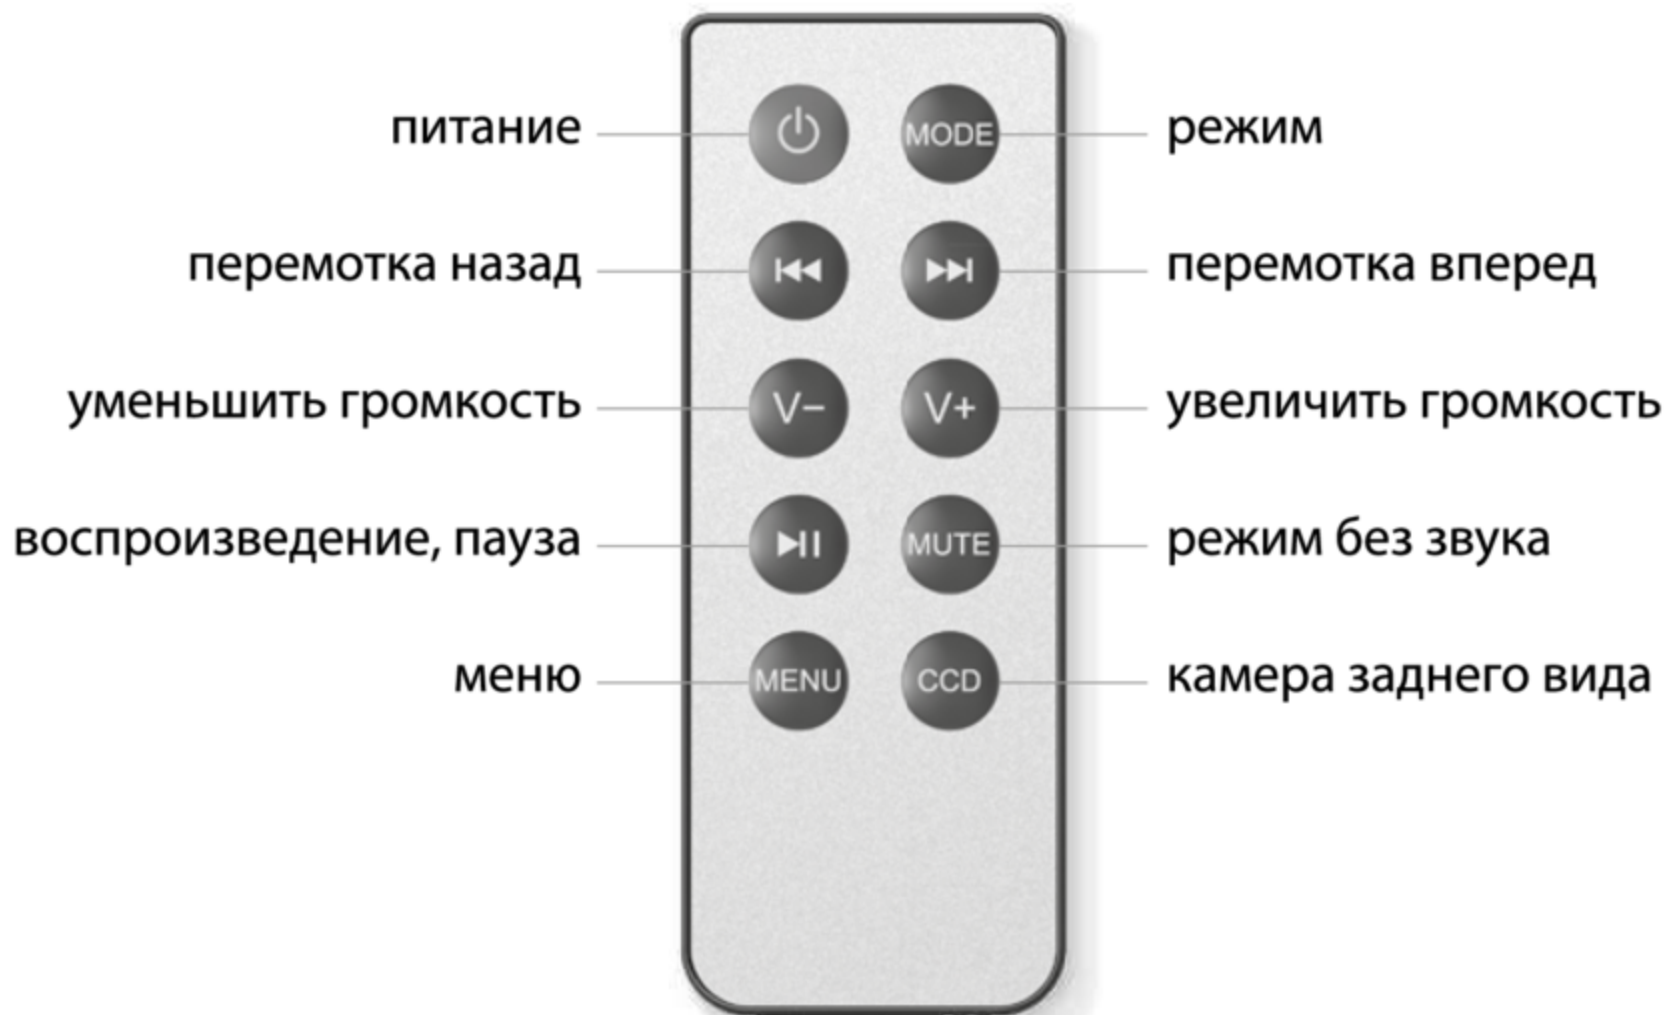 питание MODE режим
перемотка назад перемотка вперед
уменьшить громкость V− V+ увеличить громкость
воспроизведение, пауза MUTE режим без звука
меню MENU CCD камера заднего вида